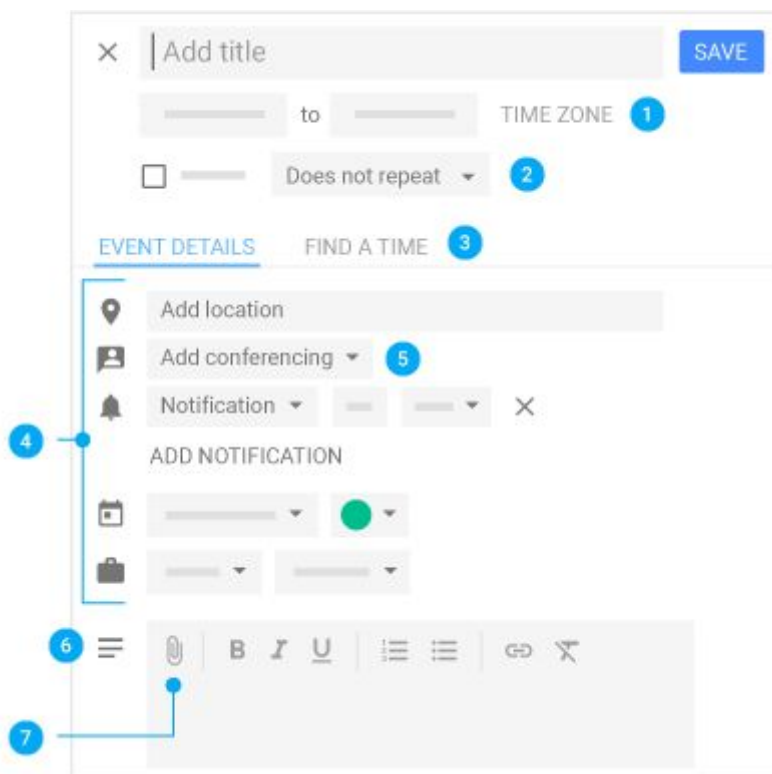 Add title
SAVE
to
TIME ZONE
1
Does not repeat
2
EVENT DETAILS
FIND A TIME
3
Add location
Add conferencing
5
Notification
4
ADD NOTIFICATION
6
B I U
7